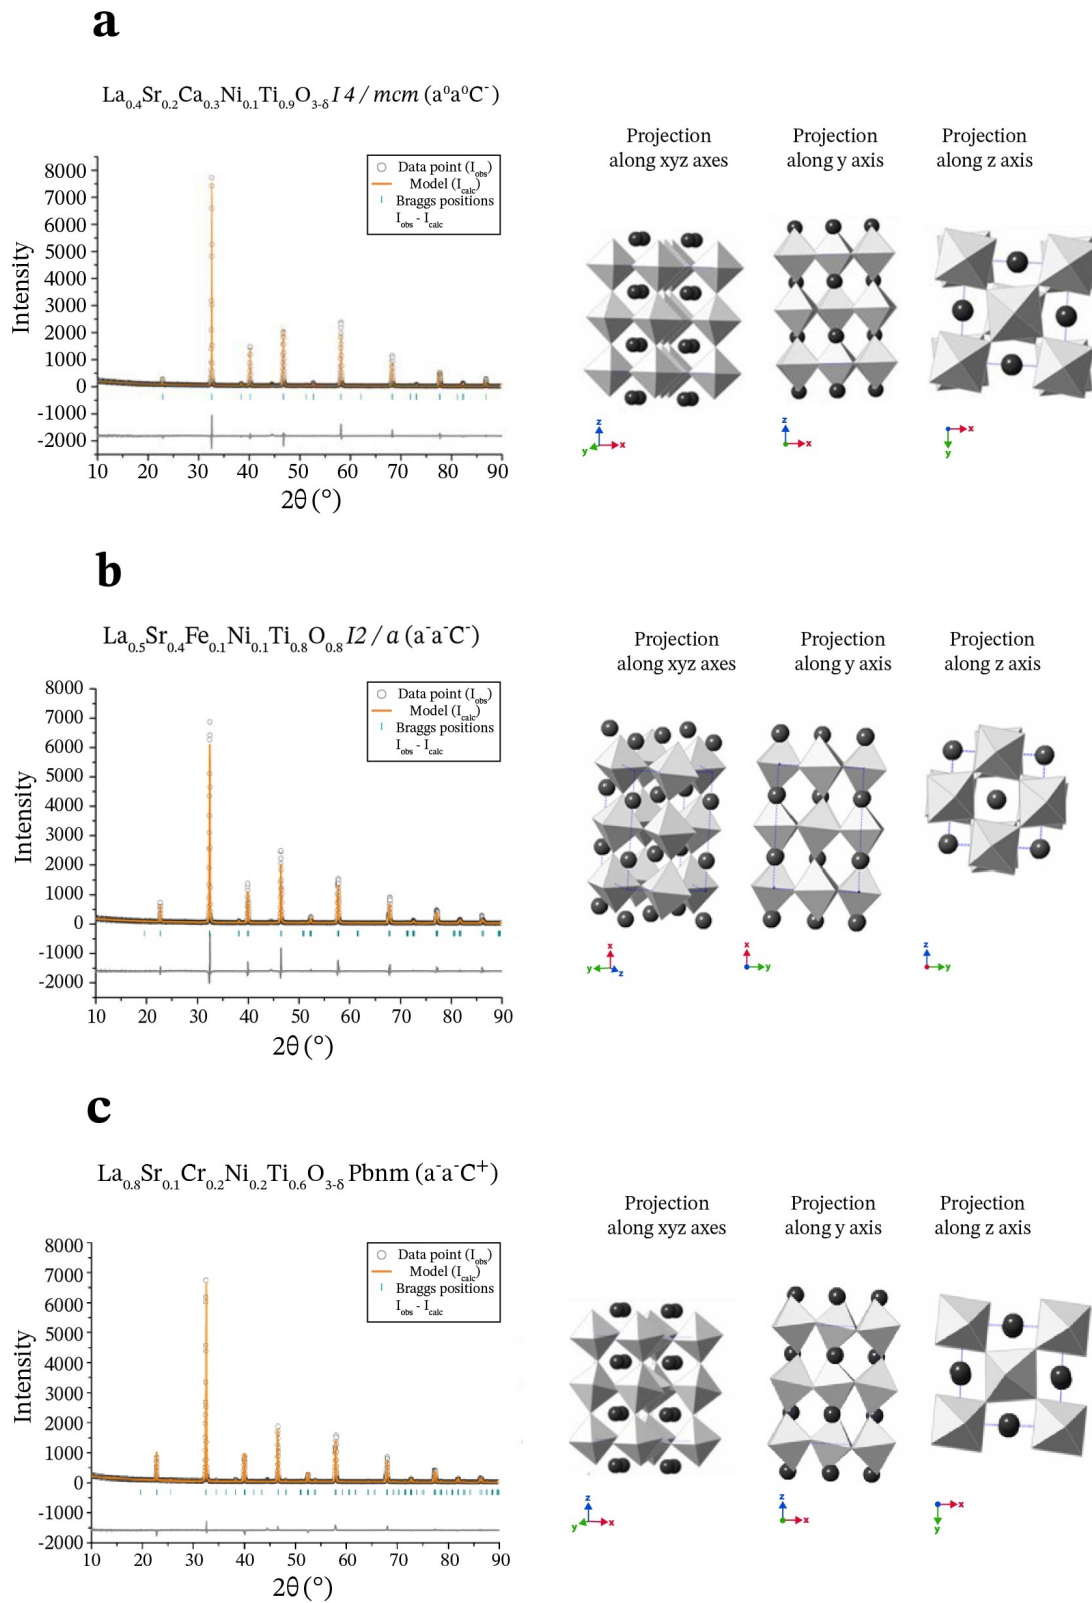 a
La₀.₄Sr₀.₂Ca₀.₃Ni₀.₁Ti₀.₉O₃₋δ I 4 / mcm (a⁰a⁰C⁻)
Projection along xyz axes
Projection along y axis
Projection along z axis
Data point (Iobs)
Model (Icalc)
Braggs positions
Iobs - Icalc
Intensity
8000
7000
6000
5000
4000
3000
2000
1000
0
-1000
-2000
10 20 30 40 50 60 70 80 90
2θ (°)
z
y x
z
x
x
y
b
La₀.₅Sr₀.₄Fe₀.₁Ni₀.₁Ti₀.₈O₀.₈ I2 / a (a⁻a⁻C⁻)
Projection along xyz axes
Projection along y axis
Projection along z axis
Data point (Iobs)
Model (Icalc)
Braggs positions
Iobs - Icalc
Intensity
8000
7000
6000
5000
4000
3000
2000
1000
0
-1000
-2000
10 20 30 40 50 60 70 80 90
2θ (°)
x
y z
x
y
z
y
c
La₀.₈Sr₀.₁Cr₀.₂Ni₀.₂Ti₀.₆O₃₋δ Pbnm (a⁻a⁻C⁺)
Projection along xyz axes
Projection along y axis
Projection along z axis
Data point (Iobs)
Model (Icalc)
Braggs positions
Iobs - Icalc
Intensity
8000
7000
6000
5000
4000
3000
2000
1000
0
-1000
-2000
10 20 30 40 50 60 70 80 90
2θ (°)
z
y x
z
x
x
y